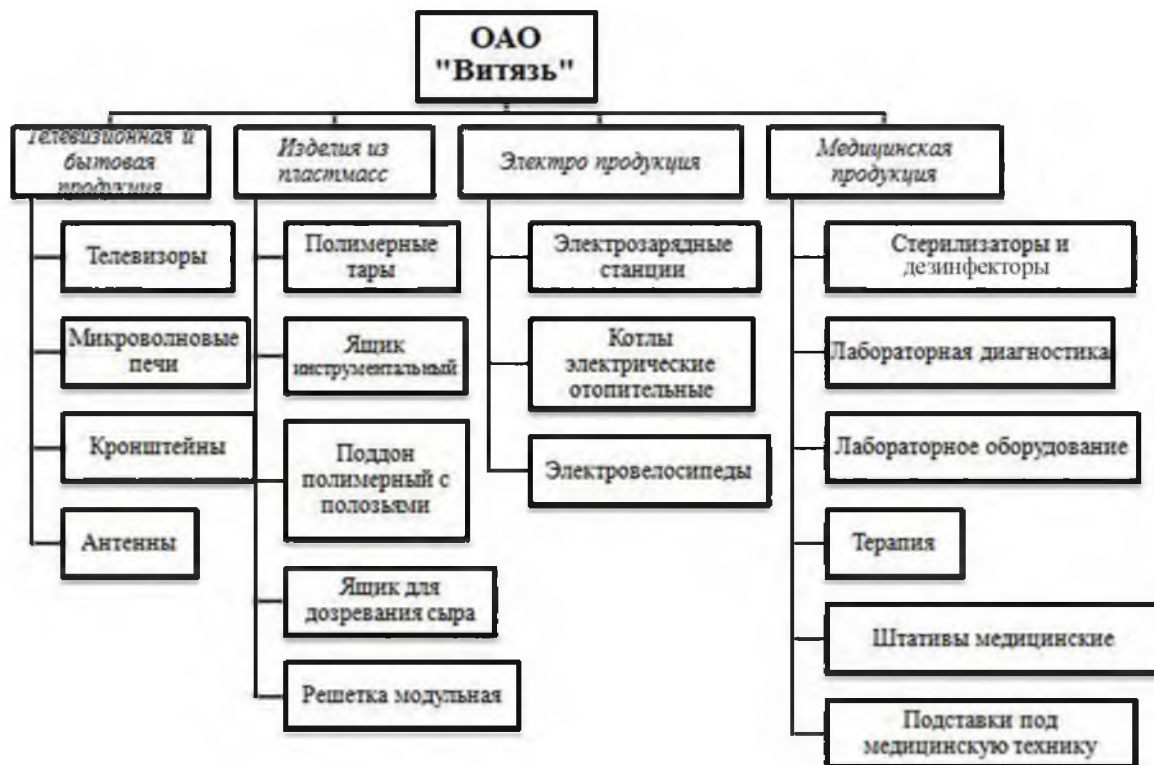 ОАО
"Витязь"
Телевизионная и
бытовая
продукция
Изделия из
пластмасс
Электро продукция
Медицинская
продукция
Телевизоры
Микроволновые
печи
Кронштейны
Антенны
Полимерные
тары
Ящик
инструментальный
Поддон
полимерный с
полозьями
Ящик для
дозревания сыра
Решетка модульная
Электрозарядные
станции
Котлы
электрические
отопительные
Электровелосипеды
Стерилизаторы и
дезинфекторы
Лабораторная диагностика
Лабораторное оборудование
Терапия
Штативы медицинские
Подставки под
медицинскую технику